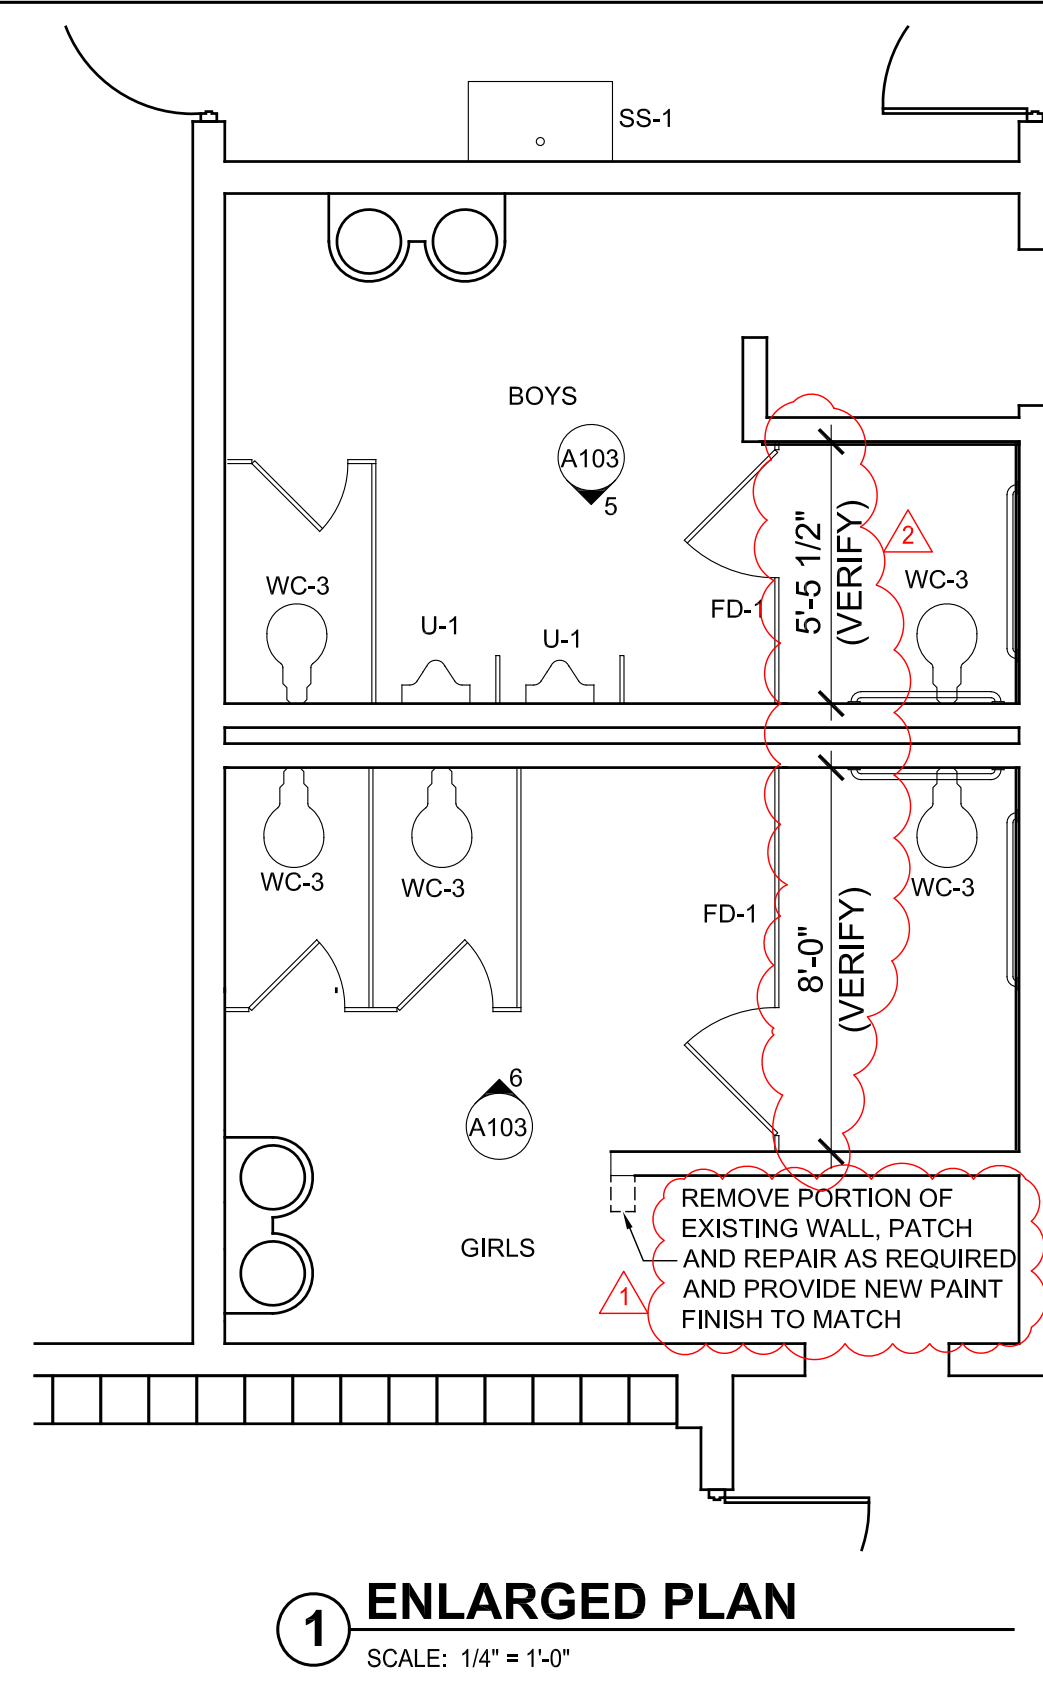 SS-1
BOYS
A103
5
5'-5 1/2"
(VERIFY)
2
WC-3
WC-3
FD-1
U-1
U-1
WC-3
WC-3
WC-3
FD-1
8'-0"
(VERIFY)
6
A103
GIRLS
REMOVE PORTION OF
EXISTING WALL, PATCH
AND REPAIR AS REQUIRED
AND PROVIDE NEW PAINT
FINISH TO MATCH
1
1
ENLARGED PLAN
SCALE: 1/4" = 1'-0"